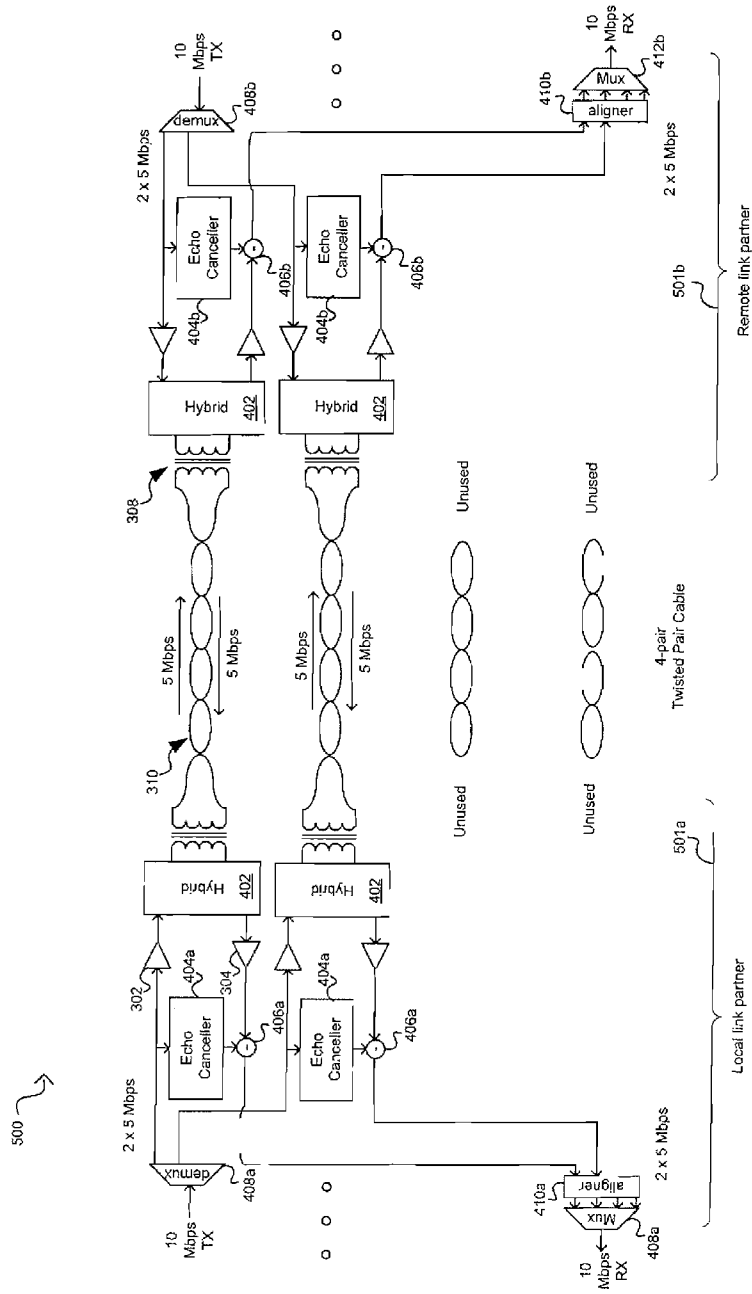 500
10
Mbps
TX
demux
408a
2 x 5 Mbps
302
Echo
Canceller
404a
304
406a
Hybrid
402
310
5 Mbps
5 Mbps
308
Hybrid
402
Echo
Canceller
404b
406b
2 x 5 Mbps
demux
408b
10
Mbps
TX
Echo
Canceller
404a
406a
Hybrid
402
5 Mbps
5 Mbps
Hybrid
402
Echo
Canceller
404b
406b
Unused
Unused
Unused
Unused
10
Mbps
RX
Mux
408a
aligner
410a
2 x 5 Mbps
2 x 5 Mbps
aligner
410b
Mux
412b
10
Mbps
RX
501a
Local link partner
4-pair
Twisted Pair Cable
501b
Remote link partner